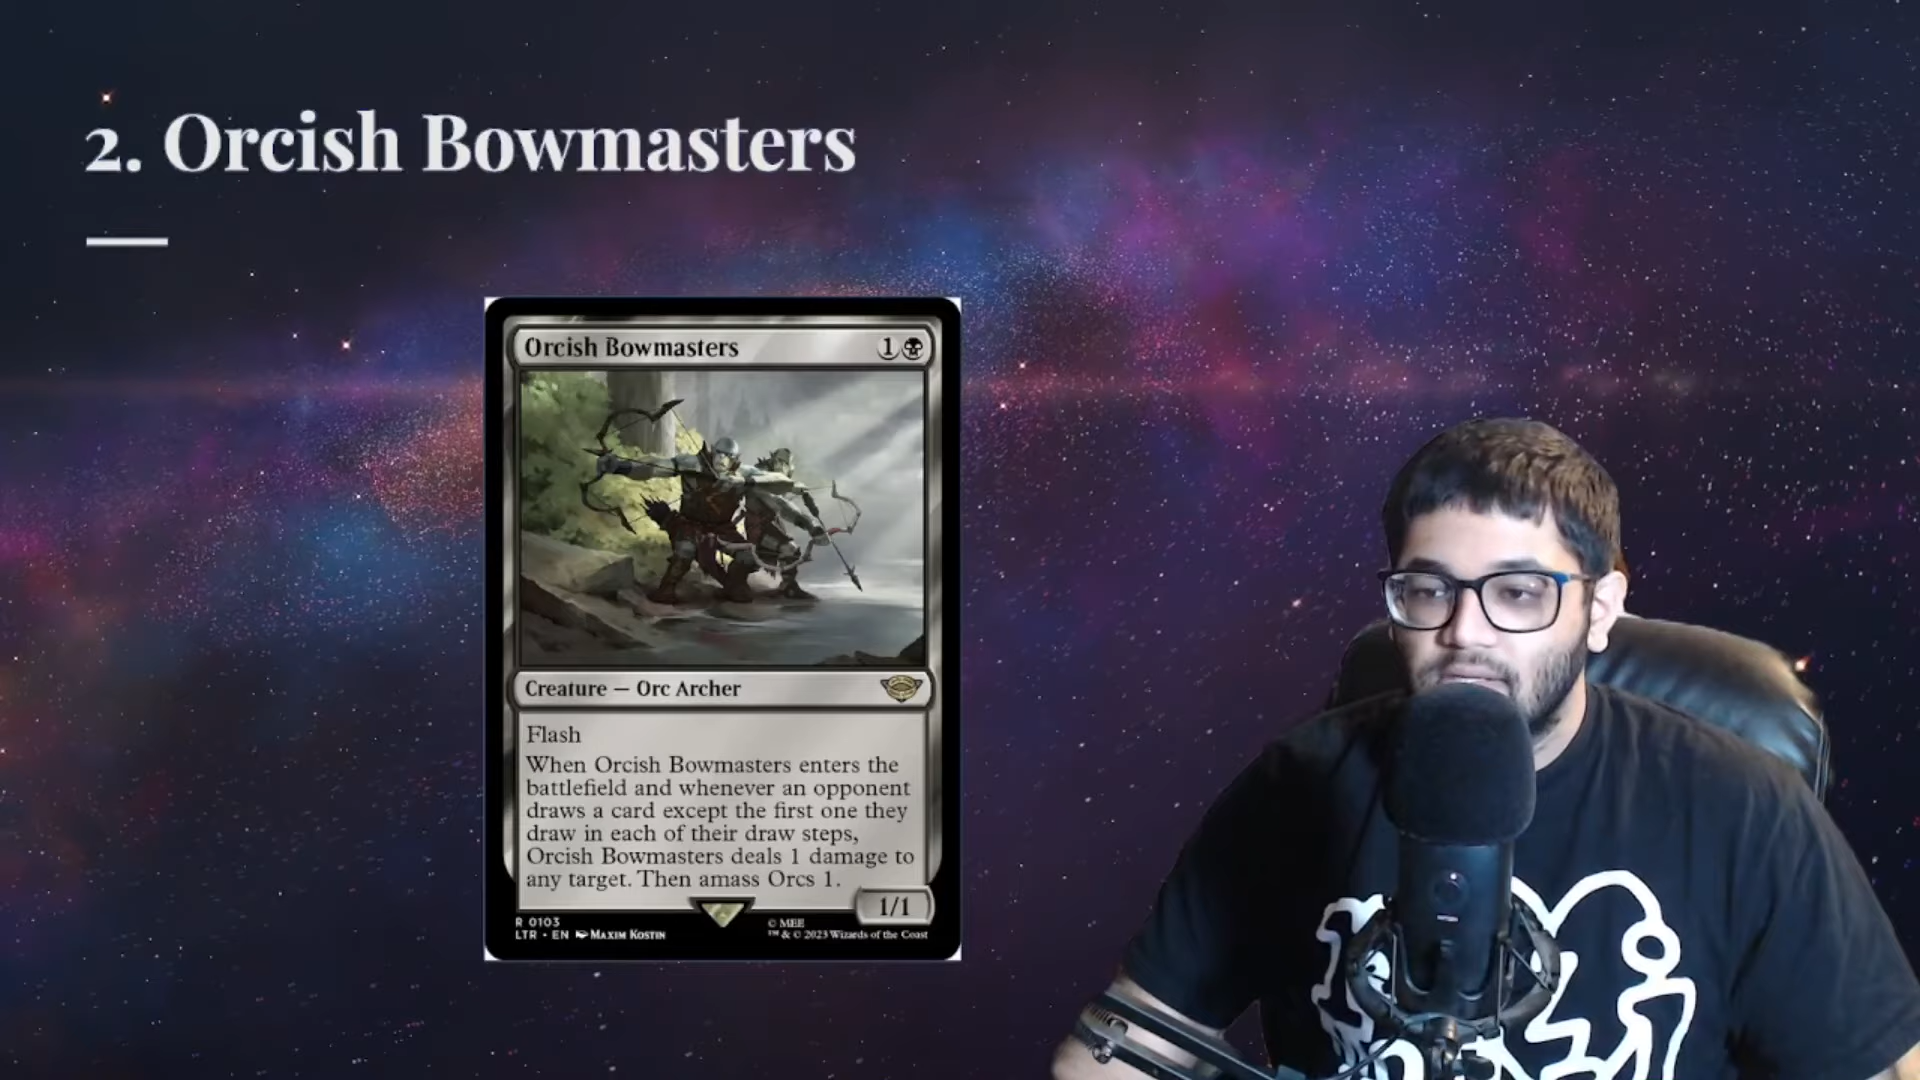 2. Orcish Bowmasters
Orcish Bowmasters 1
Creature — Orc Archer
Flash
When Orcish Bowmasters enters the
battlefield and whenever an opponent
draws a card except the first one they
draw in each of their draw steps,
Orcish Bowmasters deals 1 damage to
any target. Then amass Orcs 1.
1/1
R 0103
LTR • EN Maxim Kostin
© MEE
™ & © 2023 Wizards of the Coast